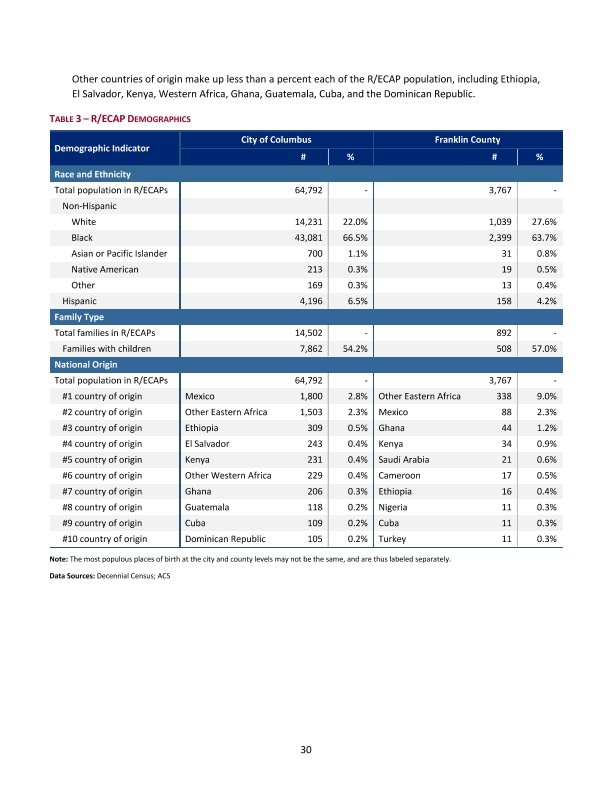 Other countries of origin make up less than a percent each of the R/ECAP population, including Ethiopia,
El Salvador, Kenya, Western Africa, Ghana, Guatemala, Cuba, and the Dominican Republic.
TABLE 3 – R/ECAP DEMOGRAPHICS
Demographic Indicator City of Columbus Franklin County
# % # %
Race and Ethnicity
Total population in R/ECAPs 64,792 - 3,767 -
Non-Hispanic
White 14,231 22.0% 1,039 27.6%
Black 43,081 66.5% 2,399 63.7%
Asian or Pacific Islander 700 1.1% 31 0.8%
Native American 213 0.3% 19 0.5%
Other 169 0.3% 13 0.4%
Hispanic 4,196 6.5% 158 4.2%
Family Type
Total families in R/ECAPs 14,502 - 892 -
Families with children 7,862 54.2% 508 57.0%
National Origin
Total population in R/ECAPs 64,792 - 3,767 -
#1 country of origin Mexico 1,800 2.8% Other Eastern Africa 338 9.0%
#2 country of origin Other Eastern Africa 1,503 2.3% Mexico 88 2.3%
#3 country of origin Ethiopia 309 0.5% Ghana 44 1.2%
#4 country of origin El Salvador 243 0.4% Kenya 34 0.9%
#5 country of origin Kenya 231 0.4% Saudi Arabia 21 0.6%
#6 country of origin Other Western Africa 229 0.4% Cameroon 17 0.5%
#7 country of origin Ghana 206 0.3% Ethiopia 16 0.4%
#8 country of origin Guatemala 118 0.2% Nigeria 11 0.3%
#9 country of origin Cuba 109 0.2% Cuba 11 0.3%
#10 country of origin Dominican Republic 105 0.2% Turkey 11 0.3%
Note: The most populous places of birth at the city and county levels may not be the same, and are thus labeled separately.
Data Sources: Decennial Census; ACS
30